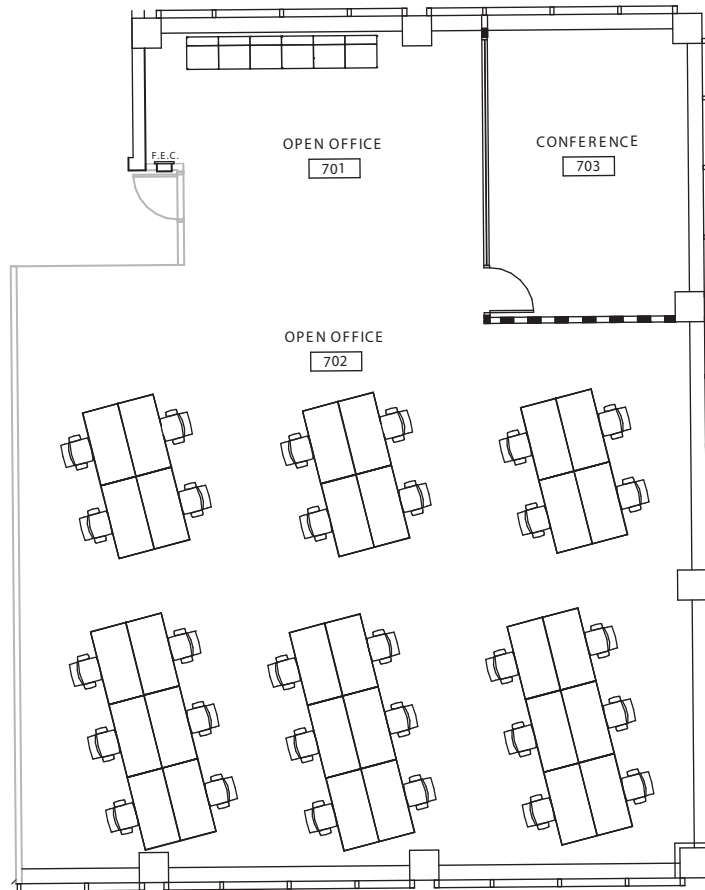 OPEN OFFICE
701
CONFERENCE
703
F.E.C.
OPEN OFFICE
702